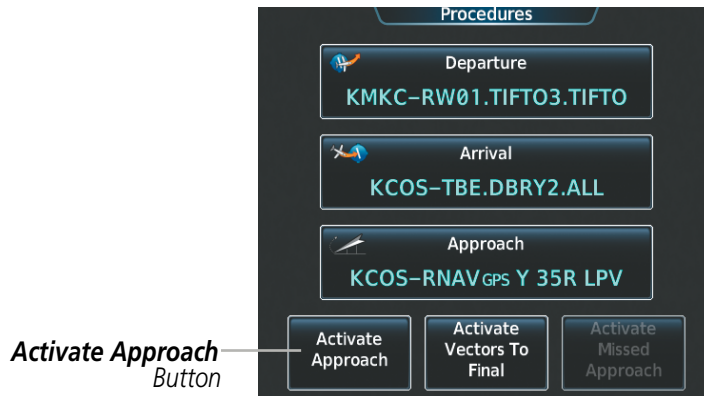 Procedures
Departure
KMKC–RW01.TIFTO3.TIFTO
Arrival
KCOS–TBE.DBRY2.ALL
Approach
KCOS–RNAVGPS Y 35R LPV
Activate Approach
Button
Activate
Approach
Activate
Vectors To
Final
Activate
Missed
Approach